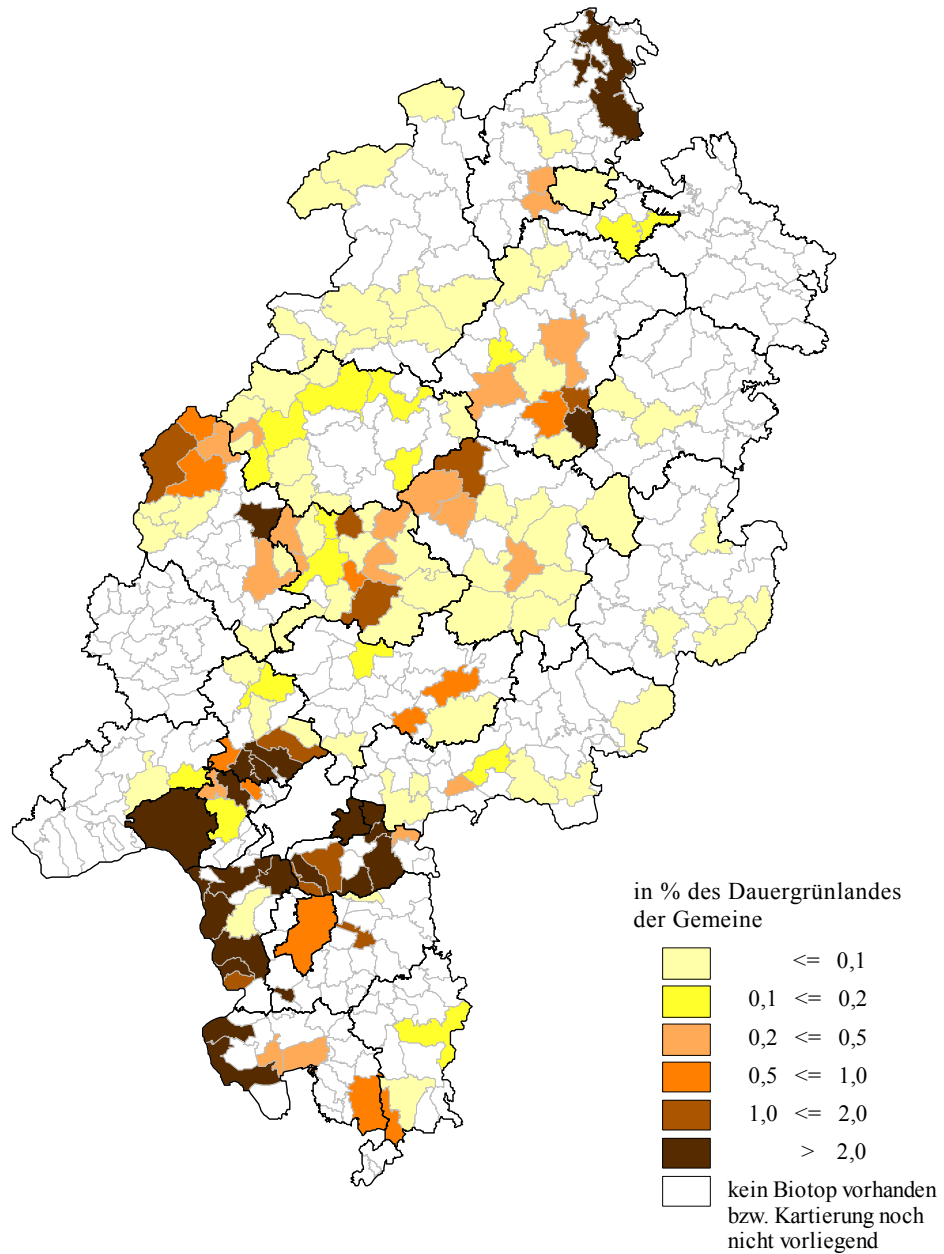 in % des Dauergrünlandes
der Gemeine
<= 0,1
0,1 <= 0,2
0,2 <= 0,5
0,5 <= 1,0
1,0 <= 2,0
> 2,0
kein Biotop vorhanden
bzw. Kartierung noch
nicht vorliegend